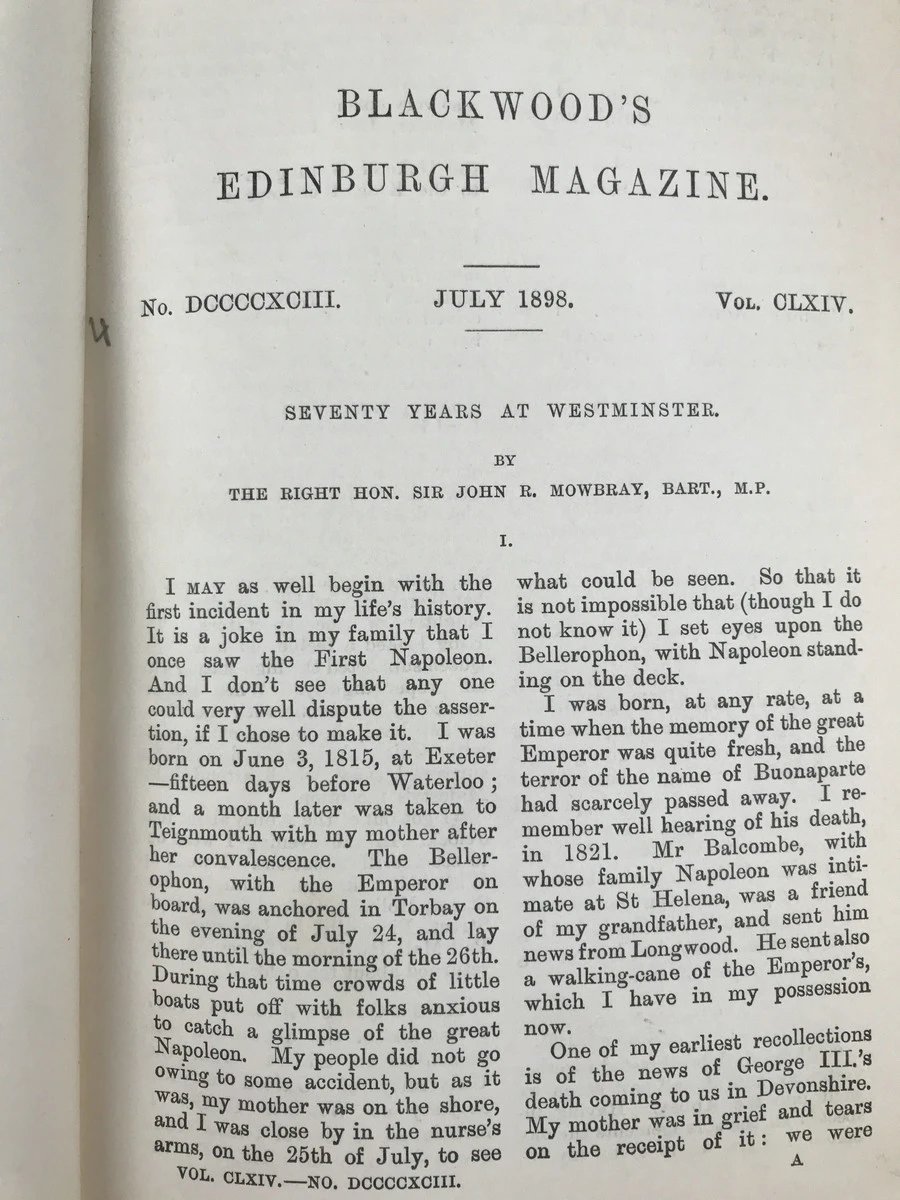 BLACKWOOD'S
EDINBURGH MAGAZINE.
No. DCCCCXCIII. JULY 1898. Vol. CLXIV.
SEVENTY YEARS AT WESTMINSTER.
BY
THE RIGHT HON. SIR JOHN R. MOWBRAY, BART., M.P.
I.
I MAY as well begin with the
first incident in my life's history.
It is a joke in my family that I
once saw the First Napoleon.
And I don't see that any one
could very well dispute the asser-
tion, if I chose to make it. I was
born on June 3, 1815, at Exeter
—fifteen days before Waterloo;
and a month later was taken to
Teignmouth with my mother after
her convalescence. The Beller-
ophon, with the Emperor on
board, was anchored in Torbay on
the evening of July 24, and lay
there until the morning of the 26th.
During that time crowds of little
boats put off with folks anxious
to catch a glimpse of the great
Napoleon. My people did not go
owing to some accident, but as it
was, my mother was on the shore,
and I was close by in the nurse's
arms, on the 25th of July, to see
VOL. CLXIV.—NO. DCCCCXCIII.
what could be seen. So that it
is not impossible that (though I do
not know it) I set eyes upon the
Bellerophon, with Napoleon stand-
ing on the deck.
I was born, at any rate, at a
time when the memory of the great
Emperor was quite fresh, and the
terror of the name of Buonaparte
had scarcely passed away. I re-
member well hearing of his death,
in 1821. Mr Balcombe, with
whose family Napoleon was inti-
mate at St Helena, was a friend
of my grandfather, and sent him
news from Longwood. He sent also
a walking-cane of the Emperor's,
which I have in my possession
now.
One of my earliest recollections
is of the news of George III.'s
death coming to us in Devonshire.
My mother was in grief and tears
on the receipt of it: we were
A